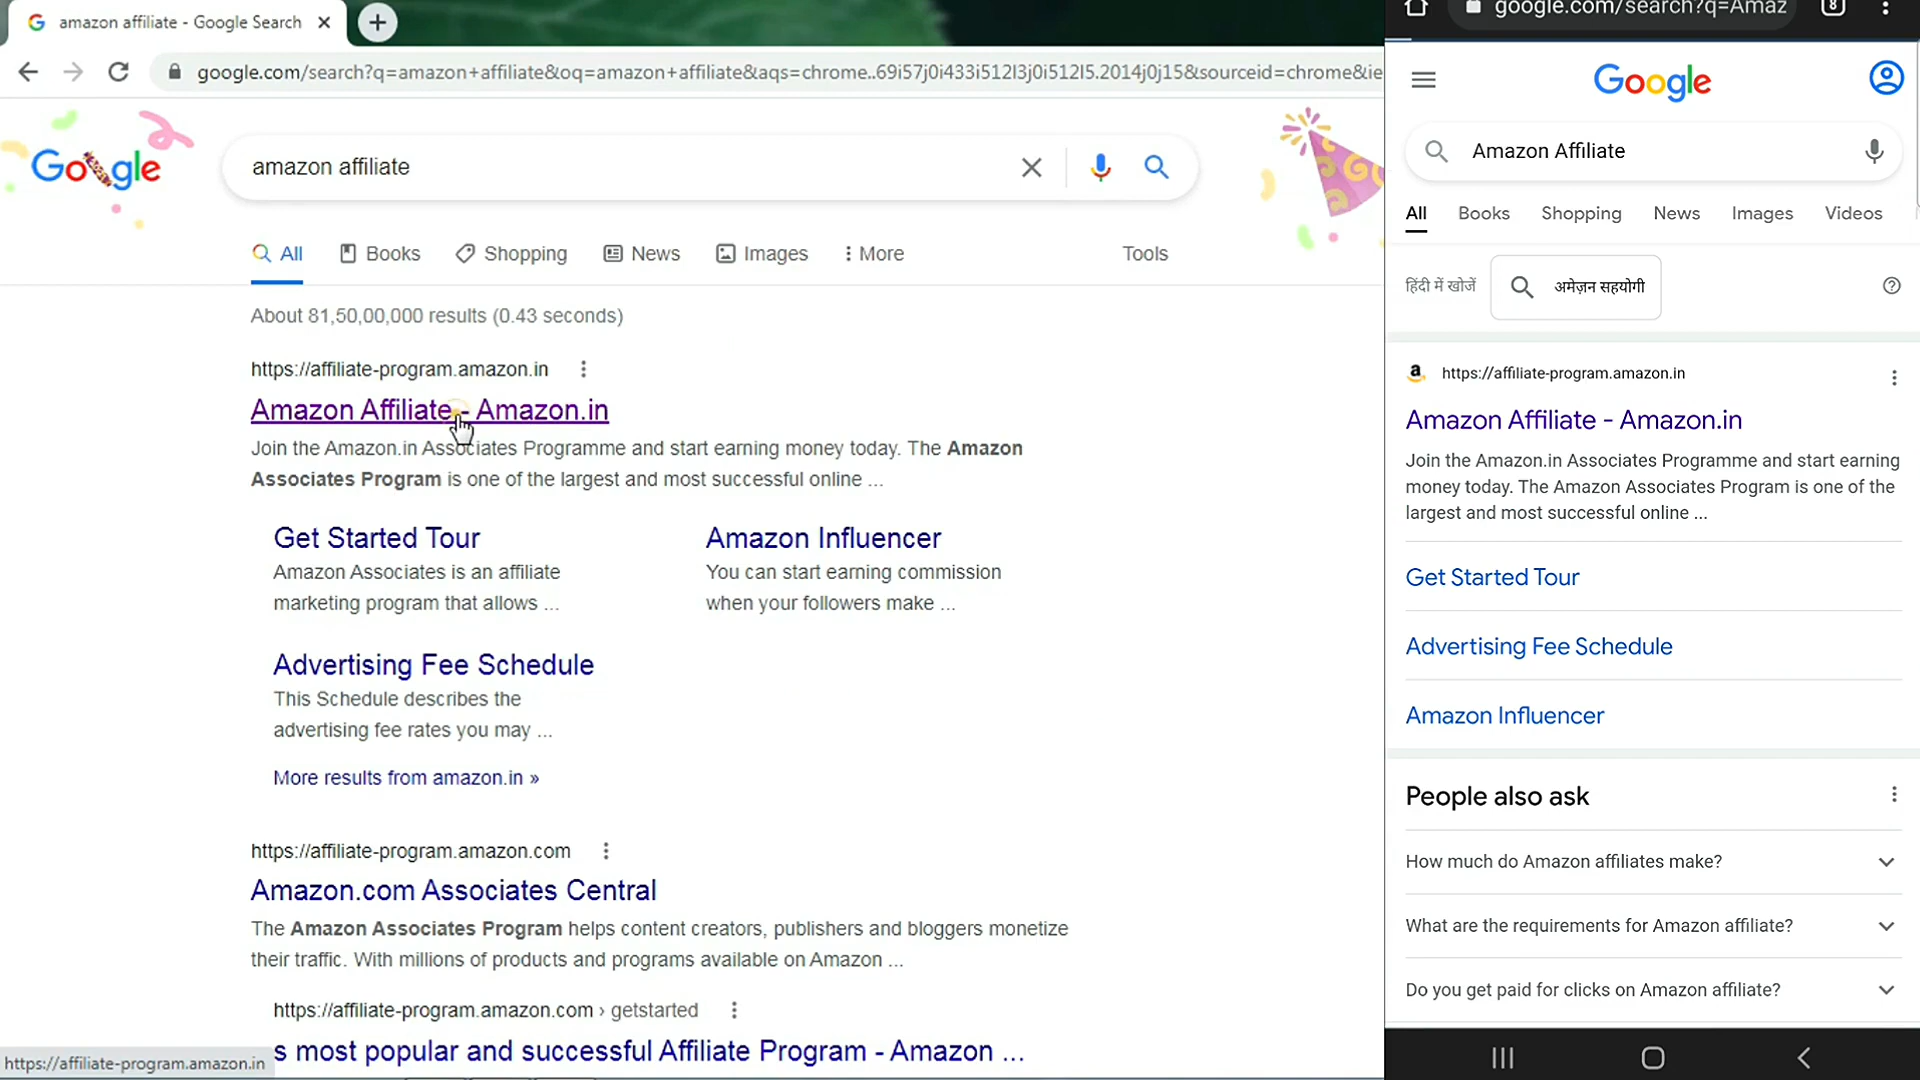 amazon affiliate - Google Search
google.com/search?q=amazon+affiliate&oq=amazon+affiliate&aqs=chrome..69i57j0i433i512l3j0i512l5.2014j0j15&sourceid=chrome&ie
Google
amazon affiliate
All Books Shopping News Images More Tools
About 81,50,00,000 results (0.43 seconds)
https://affiliate-program.amazon.in
Amazon Affiliate - Amazon.in
Join the Amazon.in Associates Programme and start earning money today. The Amazon
Associates Program is one of the largest and most successful online ...
Get Started Tour
Amazon Associates is an affiliate
marketing program that allows ...
Amazon Influencer
You can start earning commission
when your followers make ...
Advertising Fee Schedule
This Schedule describes the
advertising fee rates you may ...
More results from amazon.in »
https://affiliate-program.amazon.com
Amazon.com Associates Central
The Amazon Associates Program helps content creators, publishers and bloggers monetize
their traffic. With millions of products and programs available on Amazon ...
https://affiliate-program.amazon.com › getstarted
s most popular and successful Affiliate Program - Amazon ...
https://affiliate-program.amazon.in
google.com/search?q=Amaz
8
Google
Amazon Affiliate
All Books Shopping News Images Videos
हिंदी में खोजें अमेज़न सहयोगी
https://affiliate-program.amazon.in
Amazon Affiliate - Amazon.in
Join the Amazon.in Associates Programme and start earning
money today. The Amazon Associates Program is one of the
largest and most successful online ...
Get Started Tour
Advertising Fee Schedule
Amazon Influencer
People also ask
How much do Amazon affiliates make?
What are the requirements for Amazon affiliate?
Do you get paid for clicks on Amazon affiliate?